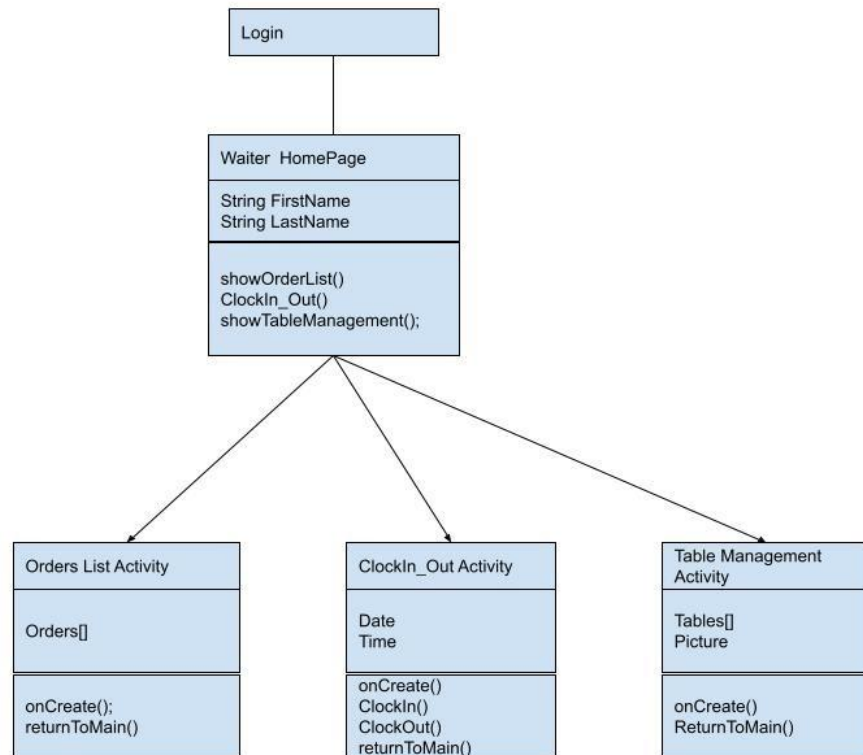 Login
Waiter HomePage
String FirstName
String LastName
showOrderList()
ClockIn_Out()
showTableManagement();
Orders List Activity
Orders[]
onCreate();
returnToMain()
ClockIn_Out Activity
Date
Time
onCreate()
ClockIn()
ClockOut()
returnToMain()
Table Management
Activity
Tables[]
Picture
onCreate()
ReturnToMain()